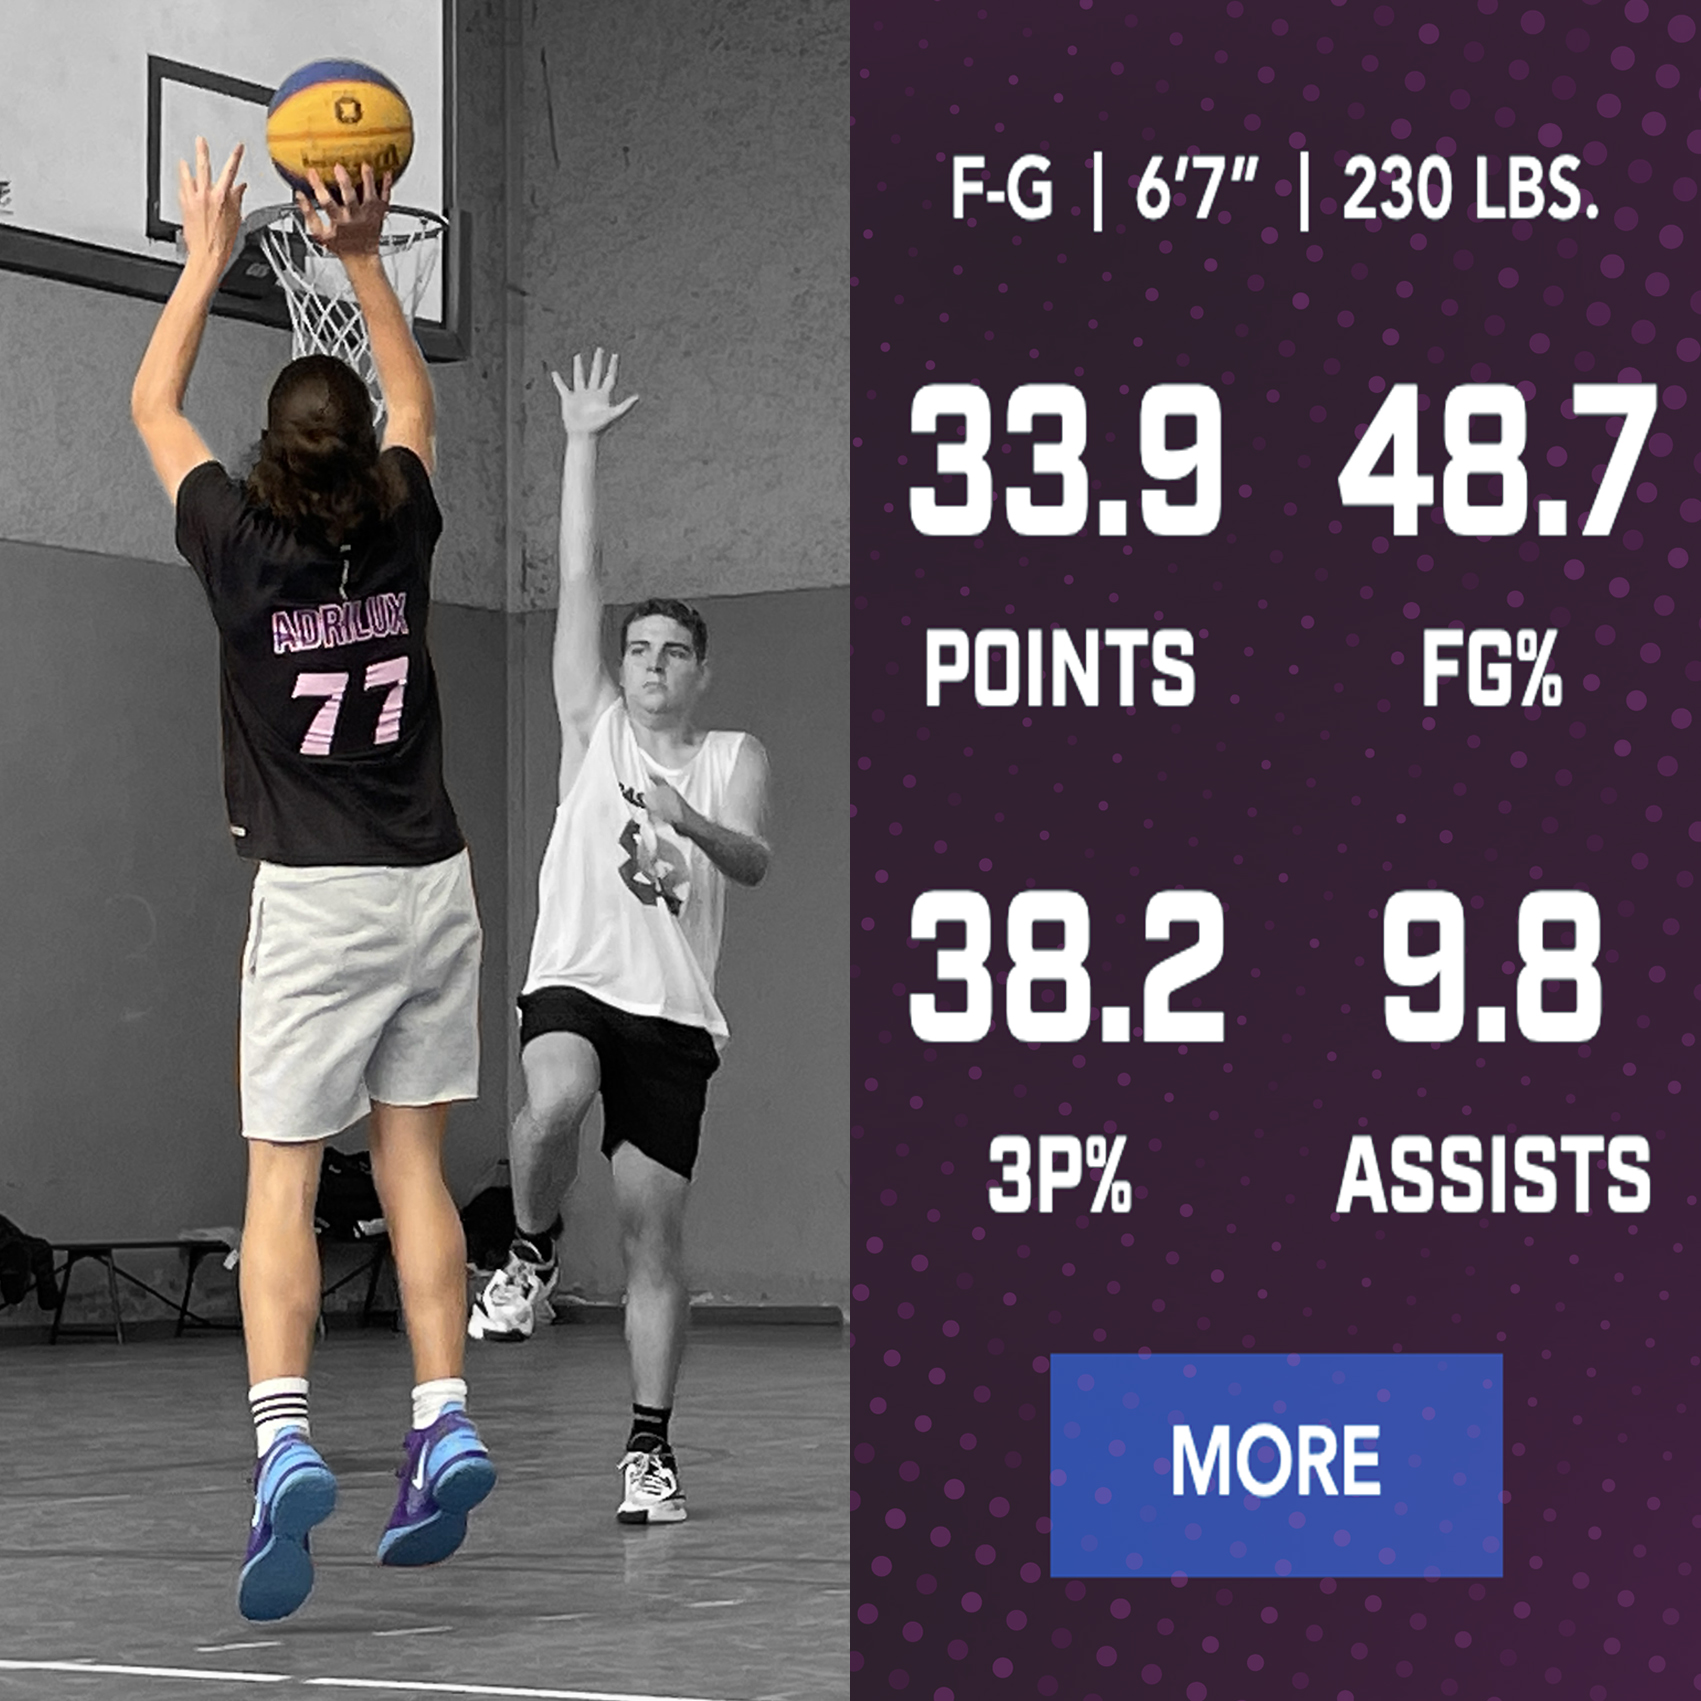 ADRILUX
77
F-G | 6'7" | 230 LBS.
33.9 48.7
POINTS FG%
38.2 9.8
3P% ASSISTS
MORE